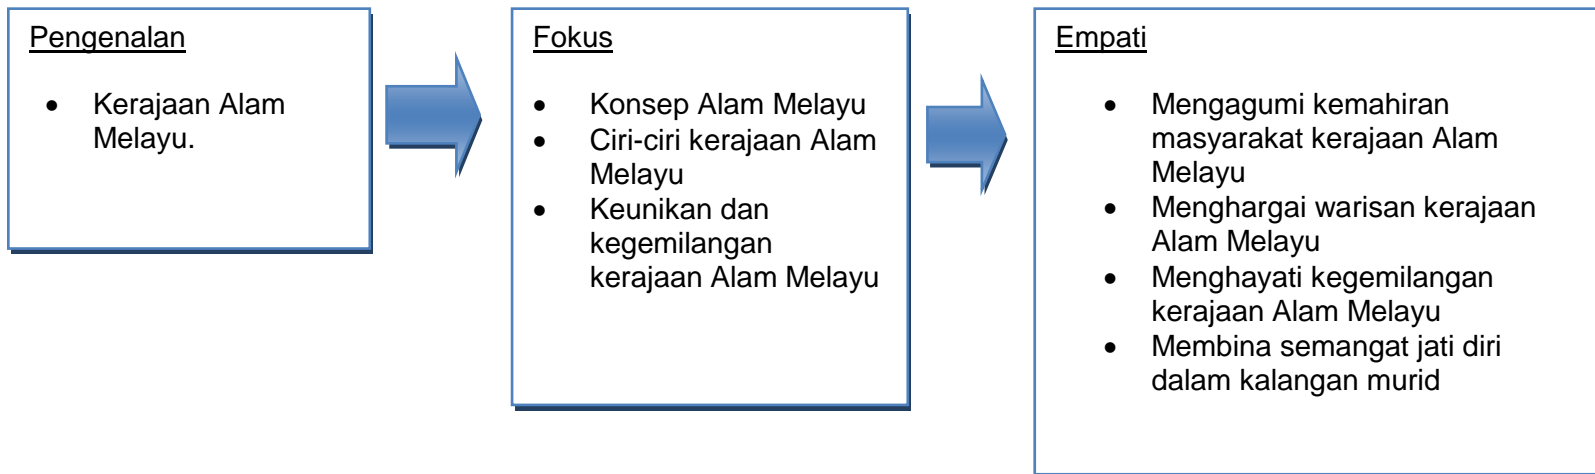 Pengenalan
• Kerajaan Alam
Melayu.
Fokus
• Konsep Alam Melayu
• Ciri-ciri kerajaan Alam
Melayu
• Keunikan dan
kegemilangan
kerajaan Alam Melayu
Empati
• Mengagumi kemahiran
masyarakat kerajaan Alam
Melayu
• Menghargai warisan kerajaan
Alam Melayu
• Menghayati kegemilangan
kerajaan Alam Melayu
• Membina semangat jati diri
dalam kalangan murid